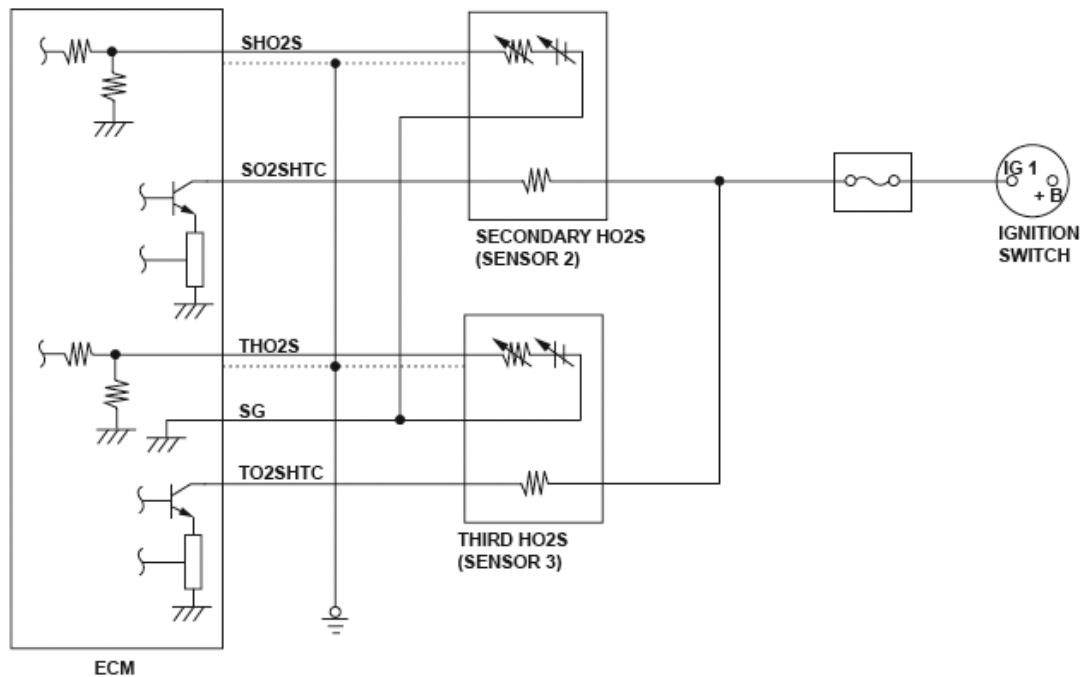 SHO2S
SO2SHTC
IG 1
+ B
SECONDARY HO2S
(SENSOR 2)
IGNITION
SWITCH
THO2S
SG
TO2SHTC
THIRD HO2S
(SENSOR 3)
ECM